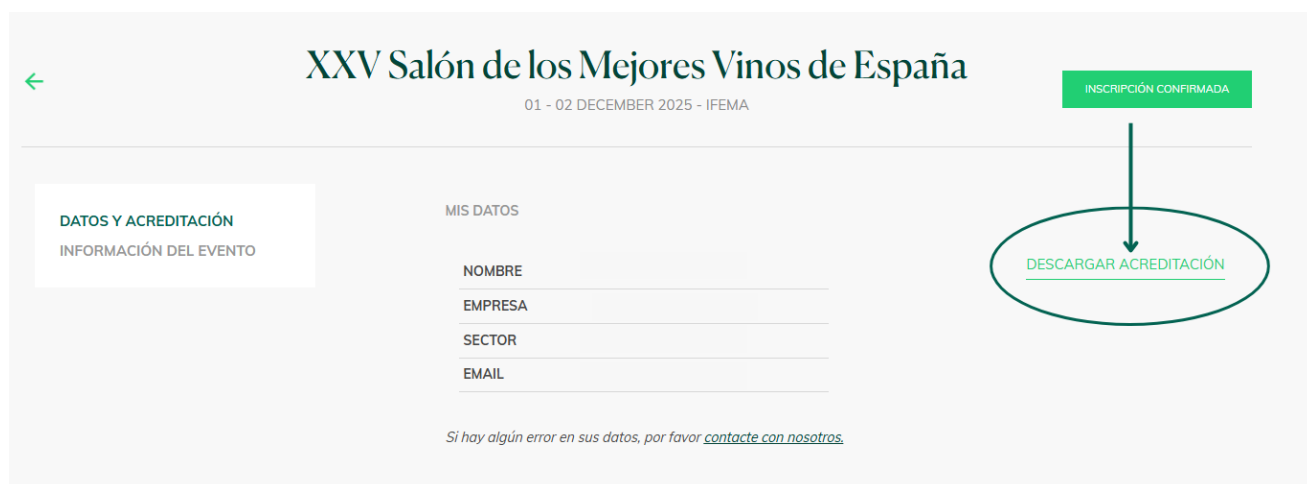 XXV Salón de los Mejores Vinos de España
01 - 02 DECEMBER 2025 - IFEMA
INSCRIPCIÓN CONFIRMADA
DATOS Y ACREDITACIÓN
INFORMACIÓN DEL EVENTO
MIS DATOS
NOMBRE
EMPRESA
SECTOR
EMAIL
Si hay algún error en sus datos, por favor contacte con nosotros.
DESCARGAR ACREDITACIÓN